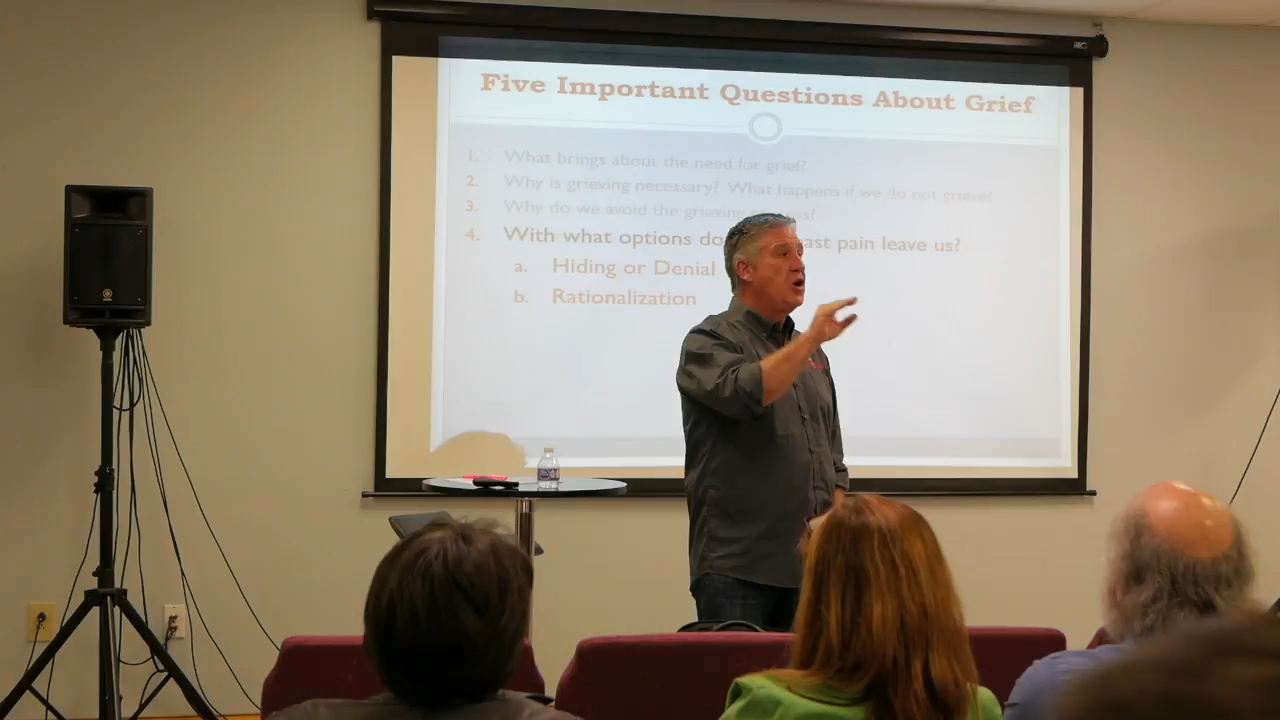 Five Important Questions About Grief
1. What brings about the need for grief?
2. Why is grieving necessary? What happens if we do not grieve?
3. Why do we avoid the grieving
4. With what options do past pain leave us?
a. Hiding or Denial
b. Rationalization